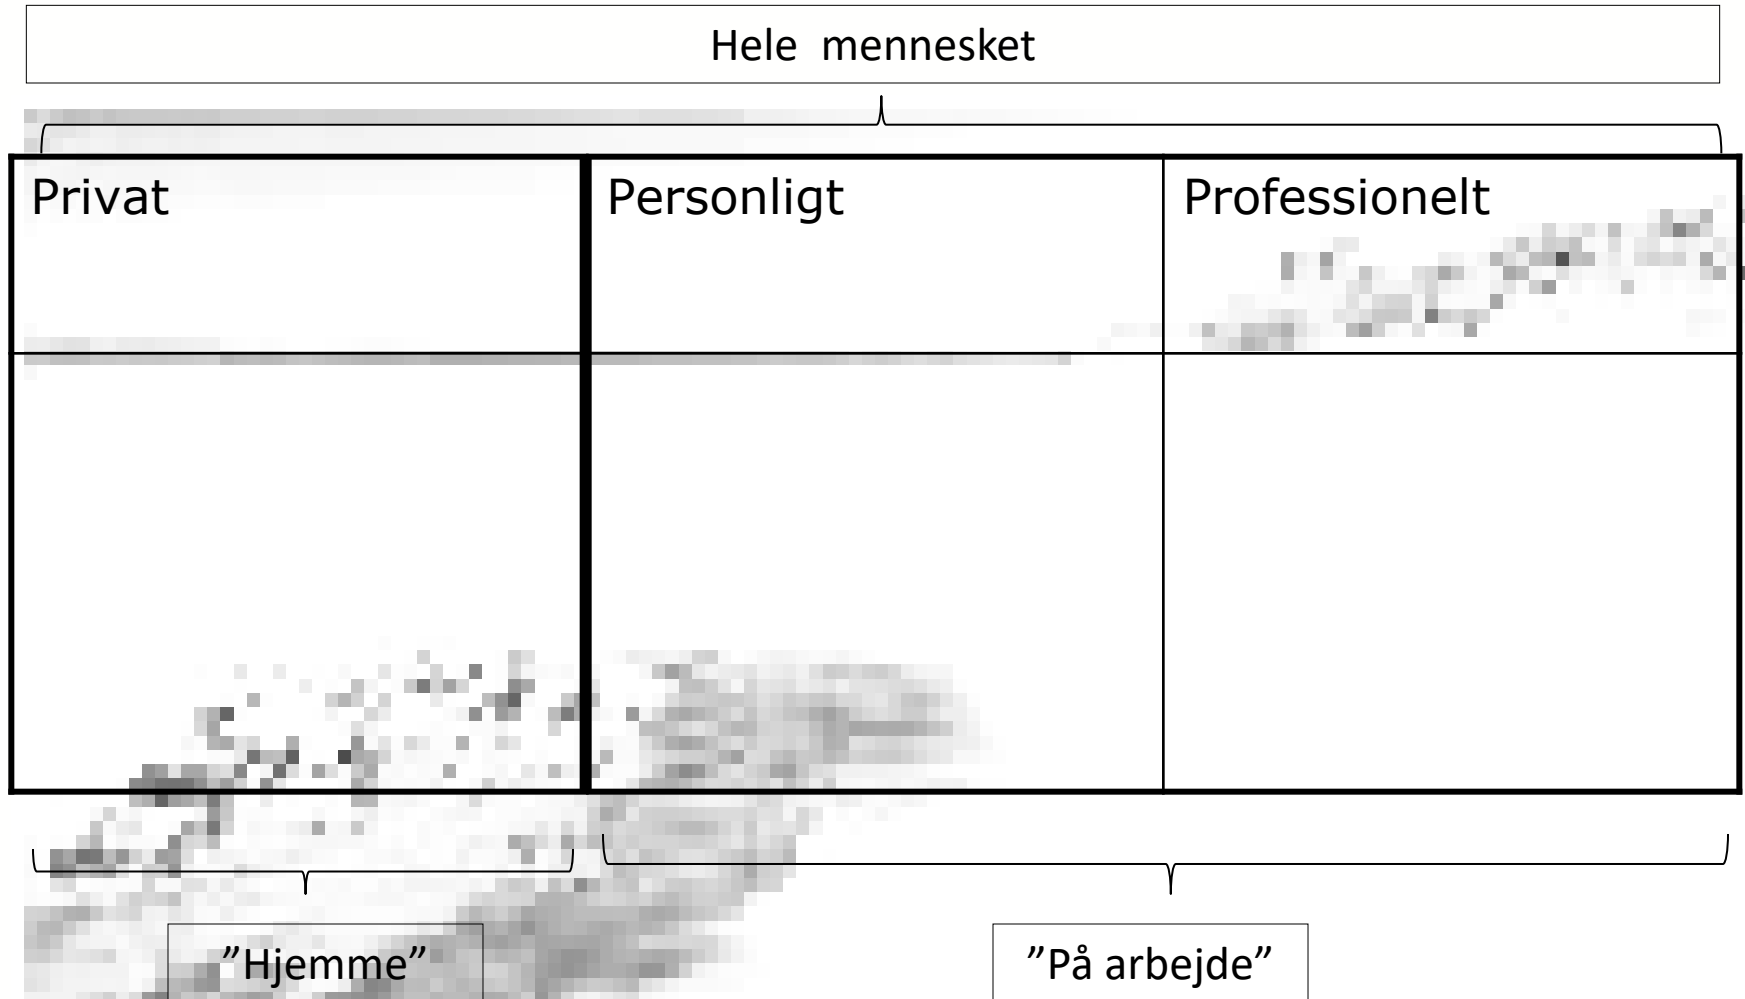 Hele mennesket
Privat
Personligt
Professionelt
”Hjemme”
”På arbejde”